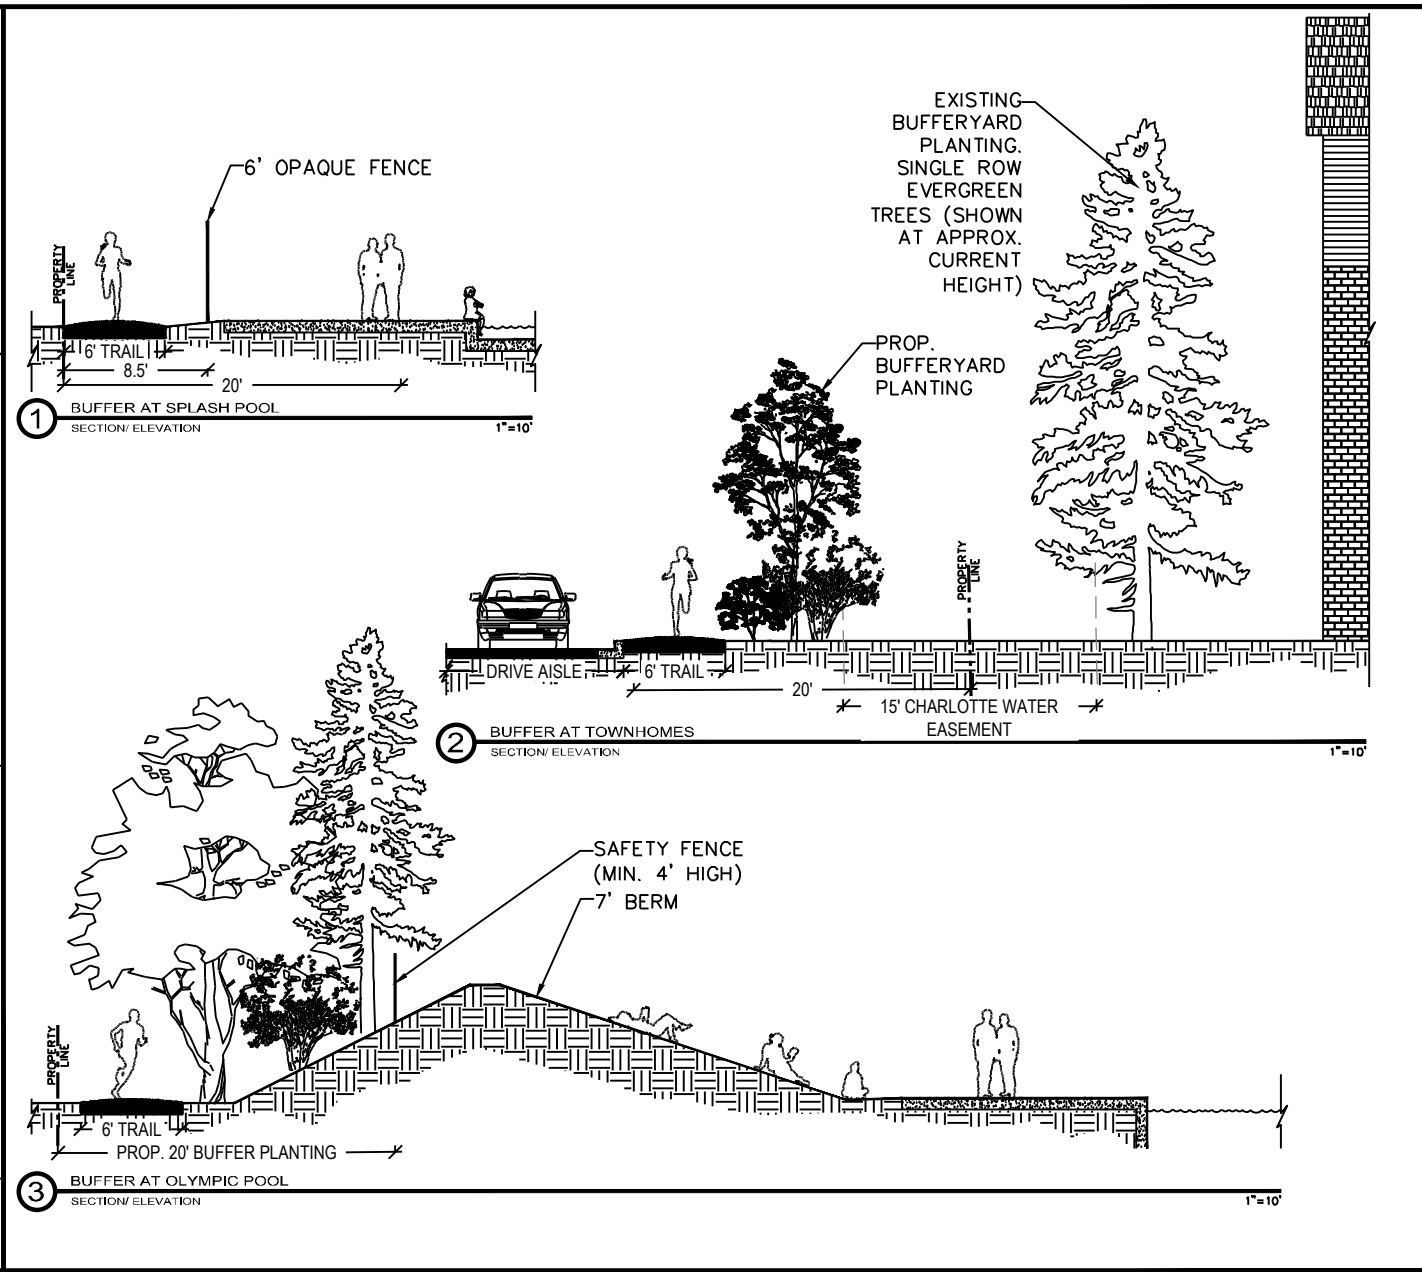 6' OPAQUE FENCE
PROPERTY
LINE
6' TRAIL
8.5'
20'
1
BUFFER AT SPLASH POOL
SECTION/ ELEVATION
1"=10'
EXISTING
BUFFERYARD
PLANTING.
SINGLE ROW
EVERGREEN
TREES (SHOWN
AT APPROX.
CURRENT
HEIGHT)
PROP.
BUFFERYARD
PLANTING
PROPERTY
LINE
DRIVE AISLE
6' TRAIL
20'
15' CHARLOTTE WATER
EASEMENT
2
BUFFER AT TOWNHOMES
SECTION/ ELEVATION
1"=10'
SAFETY FENCE
(MIN. 4' HIGH)
7' BERM
PROPERTY
LINE
6' TRAIL
PROP. 20' BUFFER PLANTING
3
BUFFER AT OLYMPIC POOL
SECTION/ ELEVATION
1"=10'